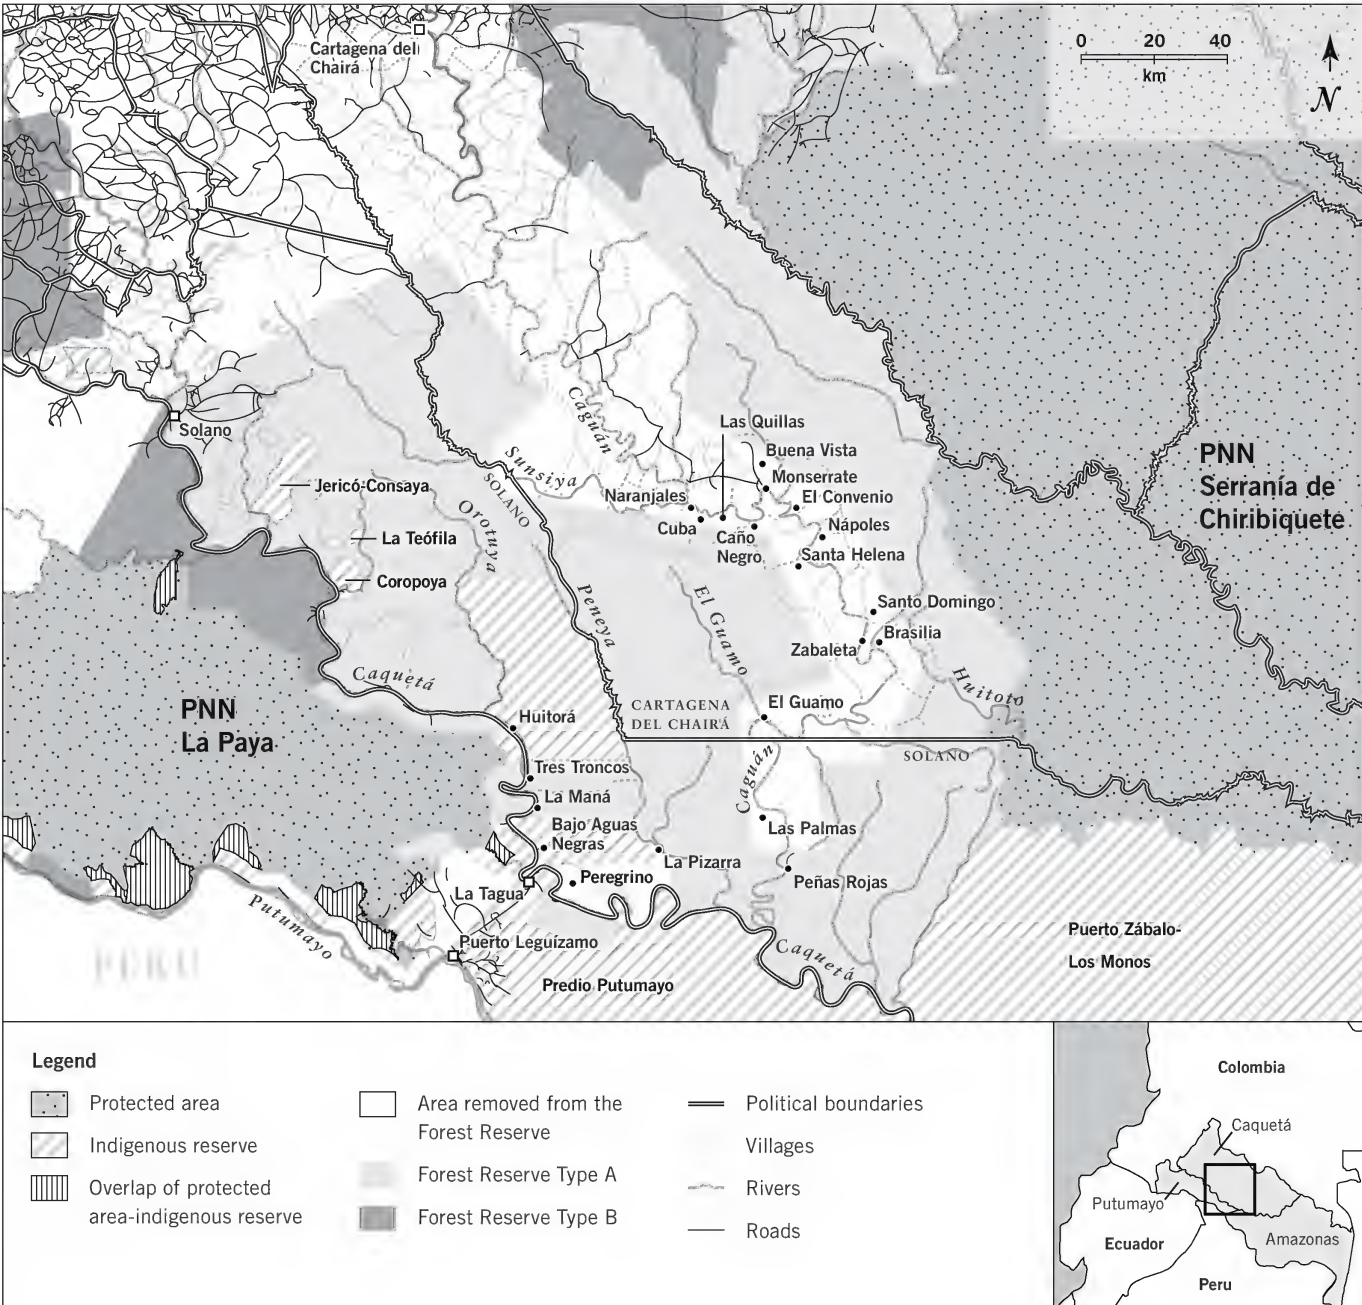 Cartagena del
Chairá
0 20 40
km
N
Solano
Caguán
Las Quillas
Buena Vista
Sunsiya
SOLANO
Monserrate
Naranjales
El Convenio
Jericó-Consaya
Orotuya
Cuba
Caño
Negro
Nápoles
PNN
Serranía de
Chiribiquete
La Teófila
Santa Helena
Coropoya
Peneya
El Guamo
Santo Domingo
Brasilia
Zabaleta
Caquetá
Huitoto
PNN
La Paya
CARTAGENA
DEL CHAIRÁ
El Guamo
Huitorá
SOLANO
Tres Troncos
Caguán
La Maná
Bajo Aguas
Negras
Las Palmas
La Pizarra
Peregrino
Peñas Rojas
La Tagua
Putumayo
Puerto Leguízamo
Caquetá
Puerto Zábalo-
Los Monos
PERU
Predio Putumayo
Legend
Protected area
Indigenous reserve
Overlap of protected
area-indigenous reserve
Area removed from the
Forest Reserve
Forest Reserve Type A
Forest Reserve Type B
Political boundaries
Villages
Rivers
Roads
Colombia
Caquetá
Putumayo
Ecuador
Amazonas
Peru